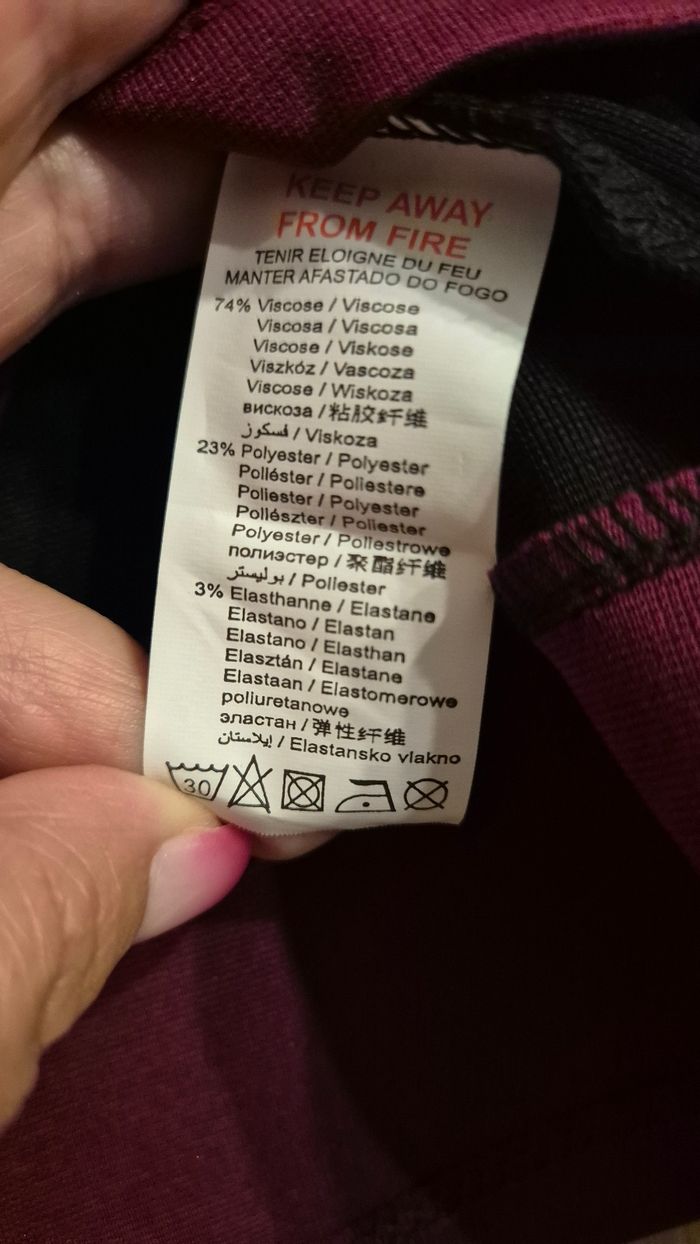 KEEP AWAY
FROM FIRE
TENIR ELOIGNE DU FEU
MANTER AFASTADO DO FOGO
74% Viscose / Viscose
Viscosa / Viscosa
Viscose / Viskose
Viszkóz / Vascoza
Viscose / Wiskoza
вискоза / 粘胶纤维
فسكوز / Viskoza
23% Polyester / Polyester
Poliéster / Poliestere
Poliester / Polyester
Poliészter / Poliester
Polyester / Poliestrowe
полиэстер / 聚酯纤维
بوليستر / Poliester
3% Elasthanne / Elastane
Elastano / Elastan
Elastano / Elasthan
Elasztán / Elastane
Elastaan / Elastomerowe
poliuretanowe
эластан / 弹性纤维
إيلاستان / Elastansko vlakno
30